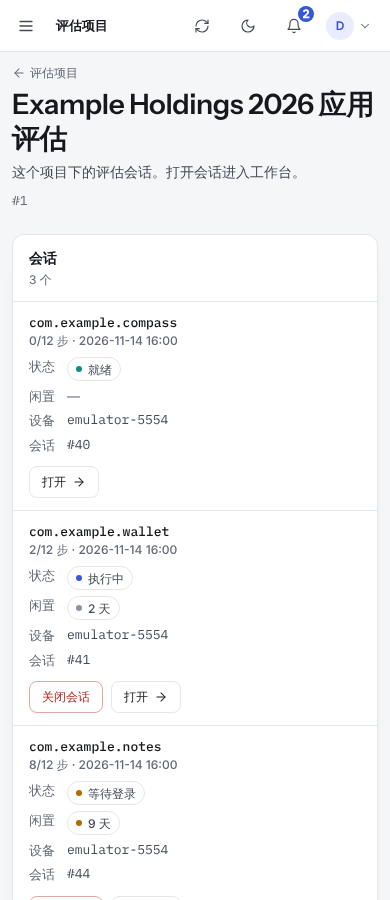 评估项目
2
D
评估项目
Example Holdings 2026 应用
评估
这个项目下的评估会话。打开会话进入工作台。
#1
会话
3 个
com.example.compass
0/12 步 · 2026-11-14 16:00
状态 就绪
闲置 —
设备 emulator-5554
会话 #40
打开
com.example.wallet
2/12 步 · 2026-11-14 16:00
状态 执行中
闲置 2 天
设备 emulator-5554
会话 #41
关闭会话 打开
com.example.notes
8/12 步 · 2026-11-14 16:00
状态 等待登录
闲置 9 天
设备 emulator-5554
会话 #44